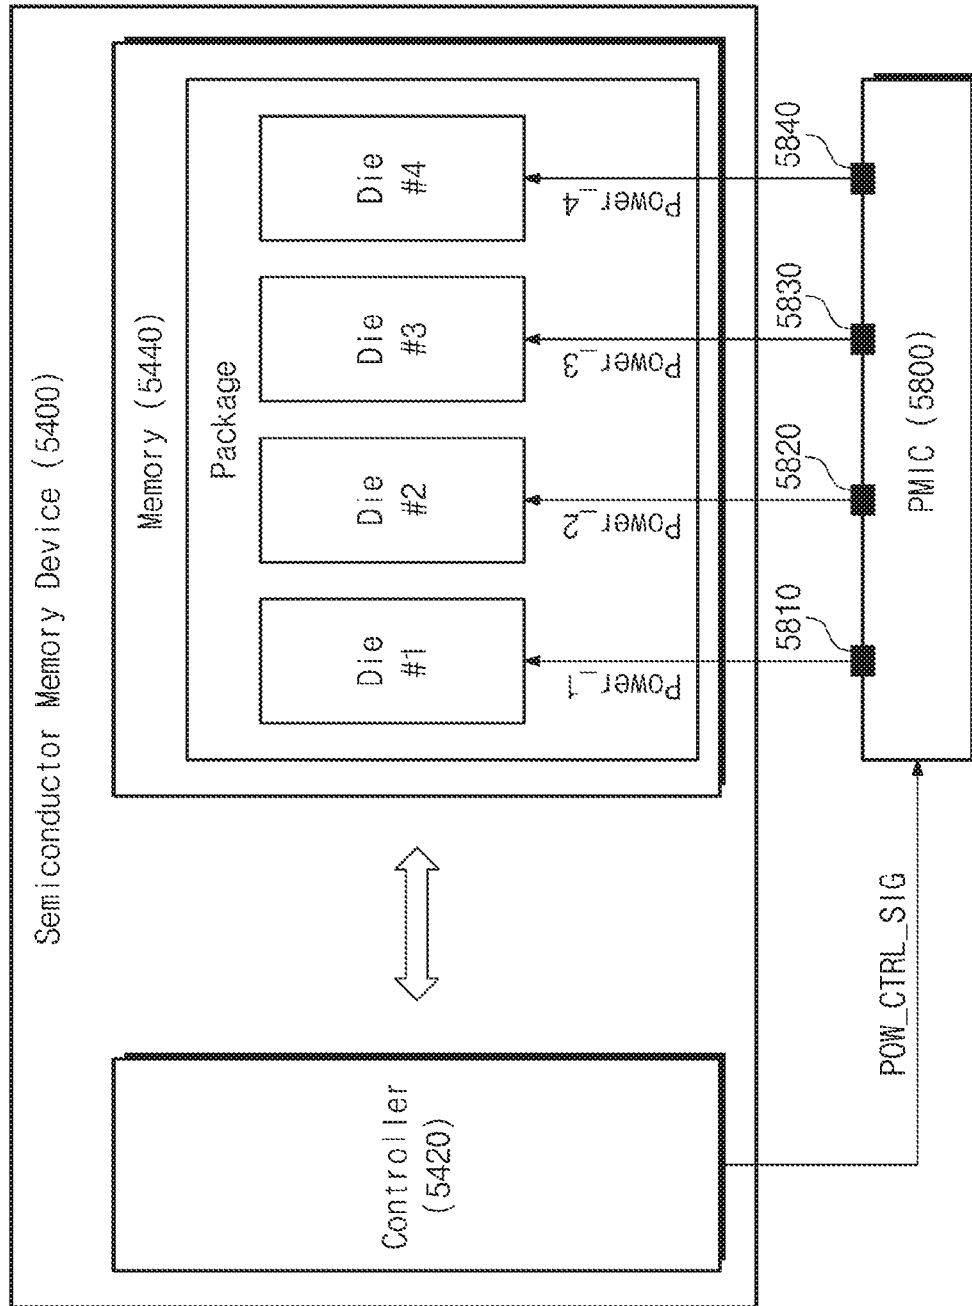 Semiconductor Memory Device (5400)
Controller
(5420)
Memory (5440)
Package
Die
#1
Die
#2
Die
#3
Die
#4
Power_1
Power_2
Power_3
Power_4
5810
5820
5830
5840
POW_CTRL_SIG
PMIC (5800)